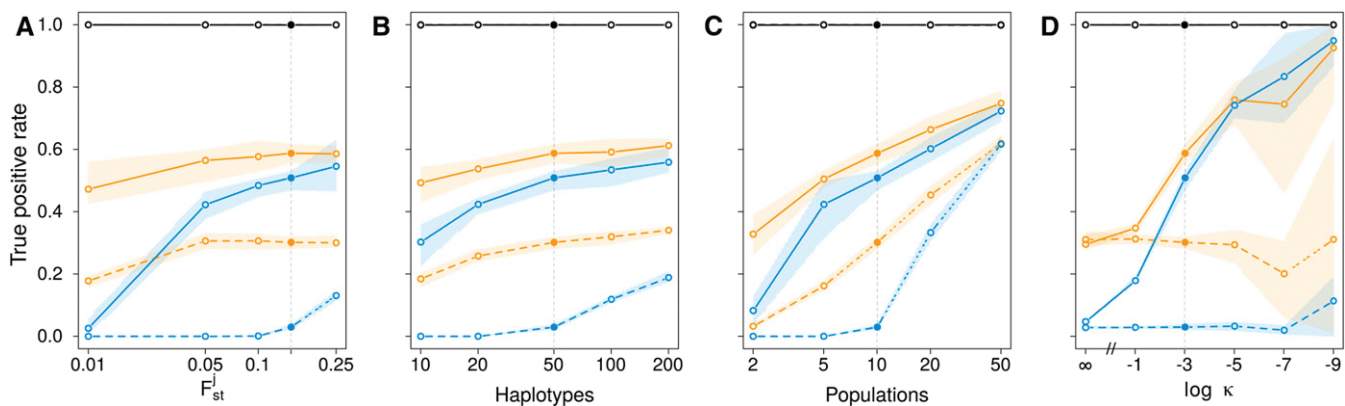 A B C D
True positive rate
1.0
0.8
0.6
0.4
0.2
0.0
0.01 0.05 0.1 0.25
F^j_st
10 20 50 100 200
Haplotypes
2 5 10 20 50
Populations
∞ // -1 -3 -5 -7 -9
log κ